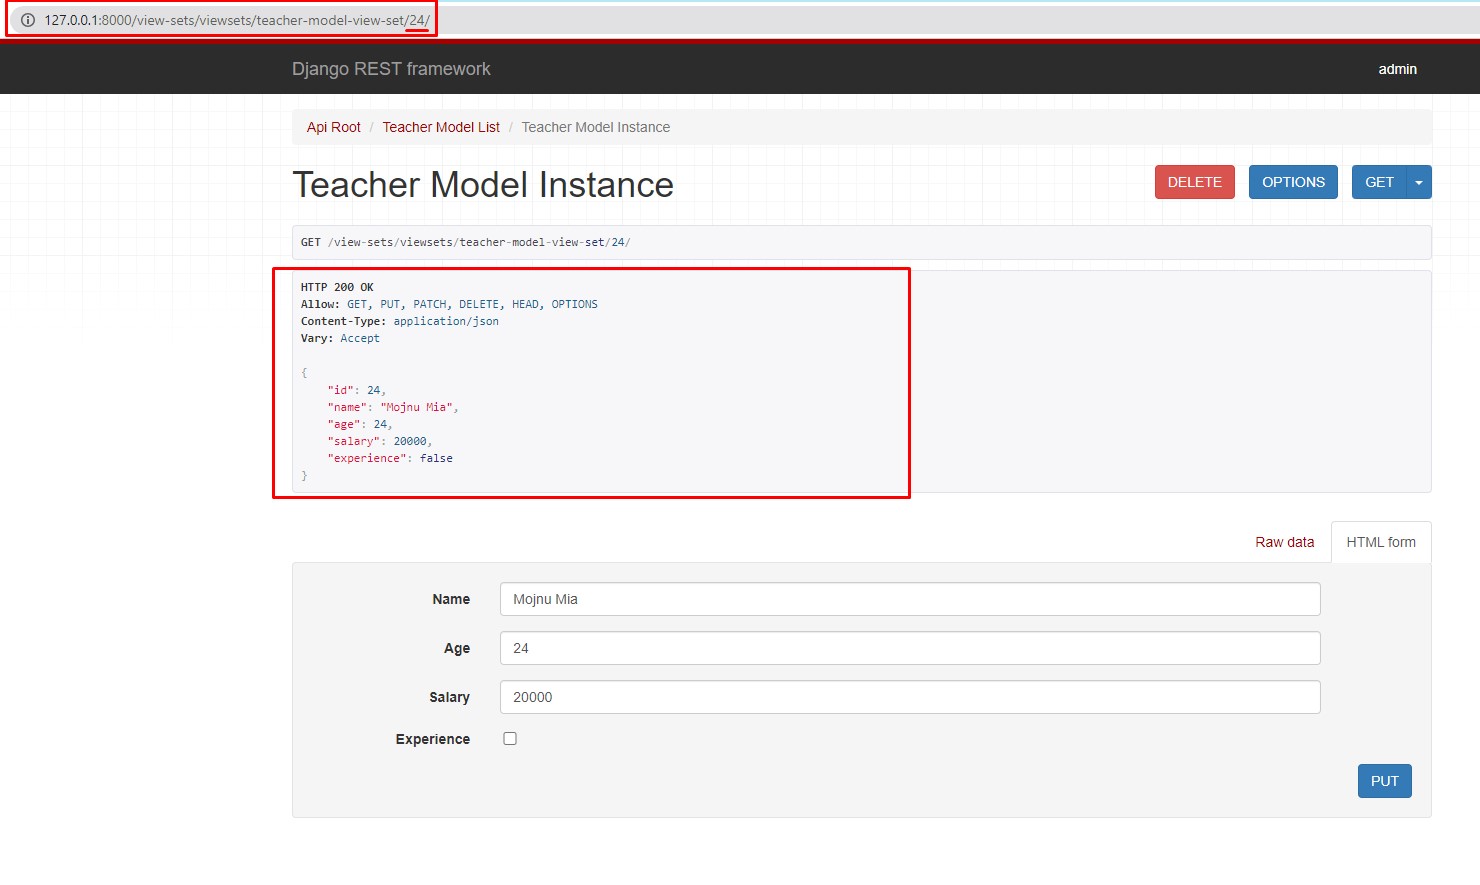 127.0.0.1:8000/view-sets/viewsets/teacher-model-view-set/24/
Django REST framework
admin
Api Root / Teacher Model List / Teacher Model Instance
Teacher Model Instance
DELETE
OPTIONS
GET
GET /view-sets/viewsets/teacher-model-view-set/24/
HTTP 200 OK
Allow: GET, PUT, PATCH, DELETE, HEAD, OPTIONS
Content-Type: application/json
Vary: Accept
{
    "id": 24,
    "name": "Mojnu Mia",
    "age": 24,
    "salary": 20000,
    "experience": false
}
Raw data
HTML form
Name
Mojnu Mia
Age
24
Salary
20000
Experience
PUT